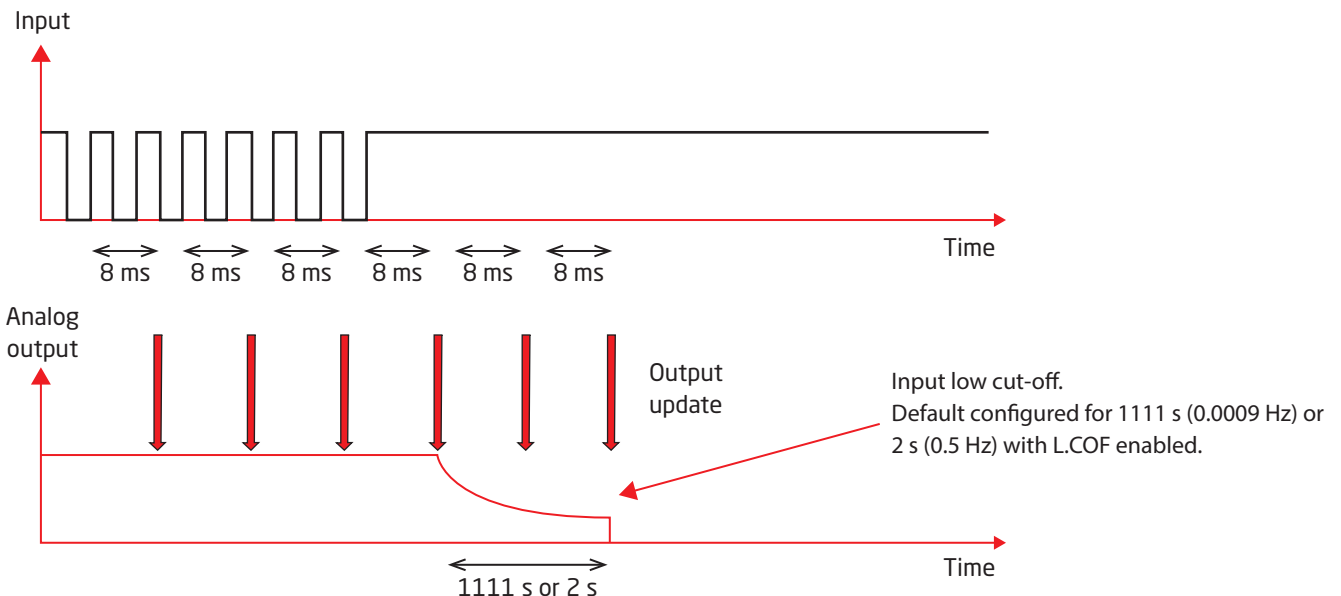 Input
Time
8 ms
8 ms
8 ms
8 ms
8 ms
8 ms
Analog
output
Output
update
Input low cut-off.
Default configured for 1111 s (0.0009 Hz) or
2 s (0.5 Hz) with L.COF enabled.
Time
1111 s or 2 s